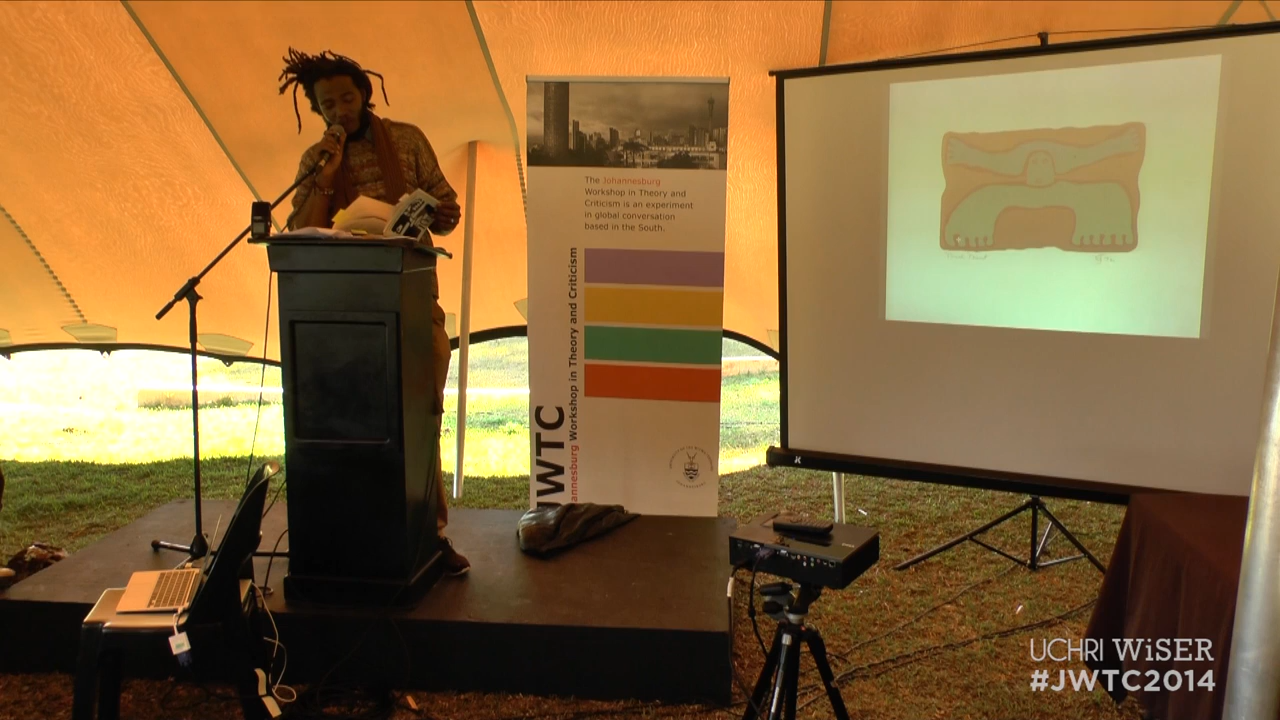 The Johannesburg
Workshop in Theory and
Criticism is an experiment
in global conversation
based in the South.
JWTC
annesburg Workshop in Theory and Criticism
UCHRI WiSER
#JWTC2014